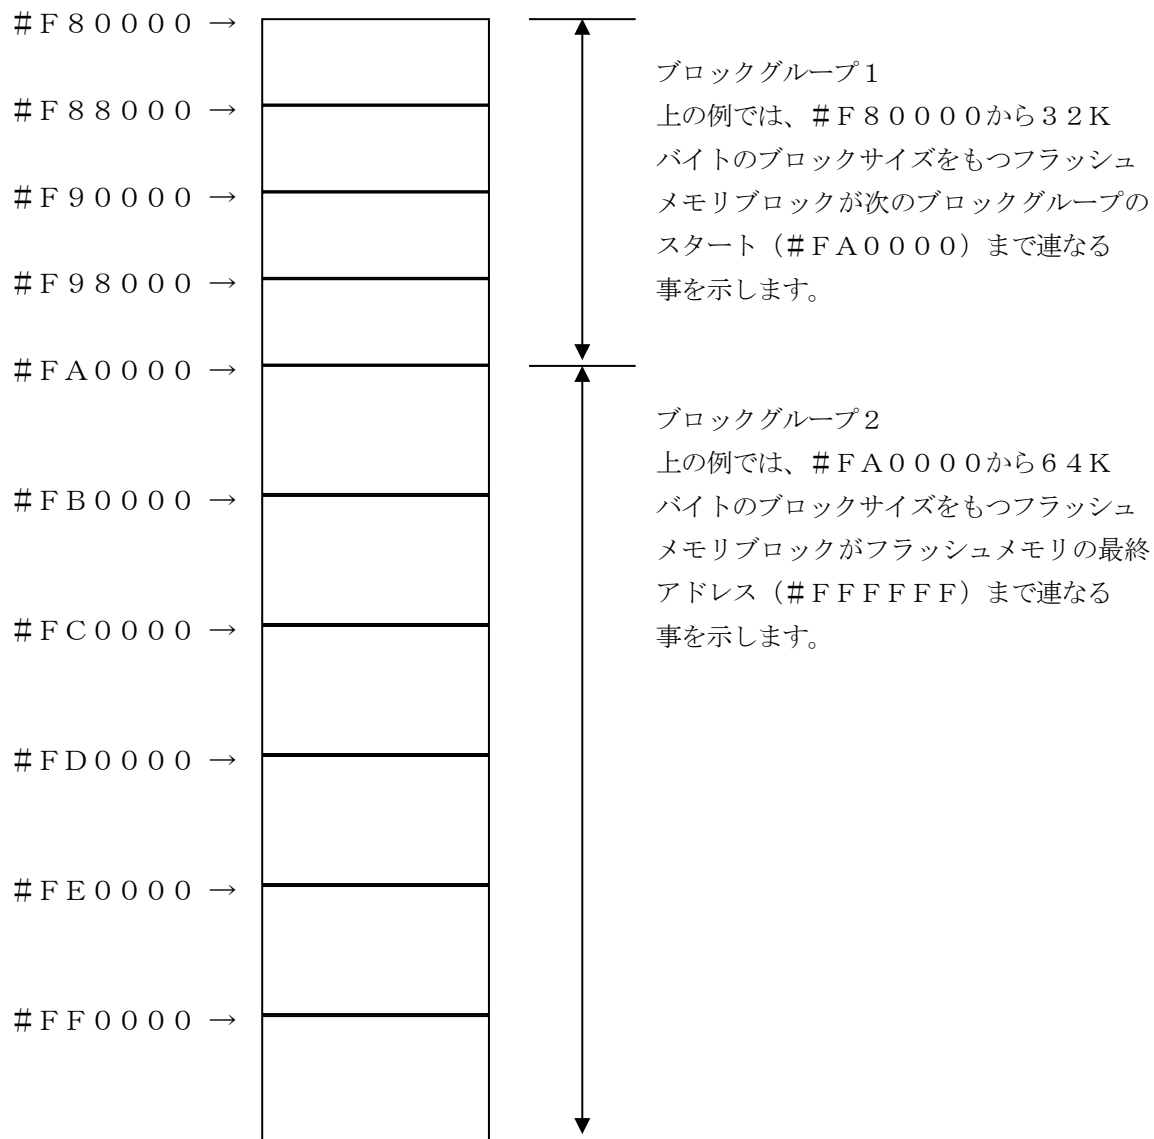 ＃Ｆ８００００ →
＃Ｆ８８０００ →
＃Ｆ９００００ →
＃Ｆ９８０００ →
＃ＦＡ００００ →
＃ＦＢ００００ →
＃ＦＣ００００ →
＃ＦＤ００００ →
＃ＦＥ００００ →
＃ＦＦ００００ →
ブロックグループ１
上の例では、＃Ｆ８００００から３２Ｋ
バイトのブロックサイズをもつフラッシュ
メモリブロックが次のブロックグループの
スタート（＃ＦＡ００００）まで連なる
事を示します。
ブロックグループ２
上の例では、＃ＦＡ００００から６４Ｋ
バイトのブロックサイズをもつフラッシュ
メモリブロックがフラッシュメモリの最終
アドレス（＃ＦＦＦＦＦＦ）まで連なる
事を示します。